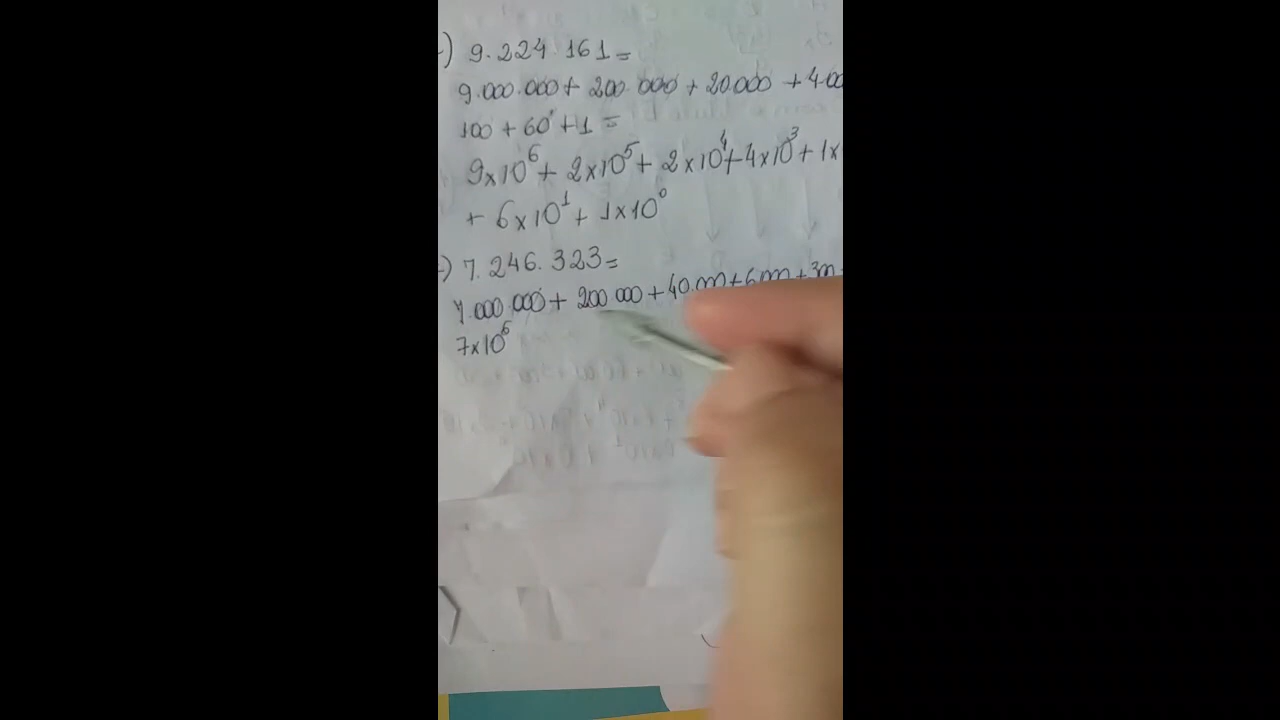 ) 9.224.161=
9.000.000+ 200.000 + 20.000 + 4.00
100 + 60 + 1 =
9x10⁶ + 2x10⁵ + 2x10⁴ + 4x10³ + 1x
+ 6x10¹ + 1x10⁰
) 7.246.323=
7.000.000 + 200.000 + 40.000 + 6.000 +
7x10⁶